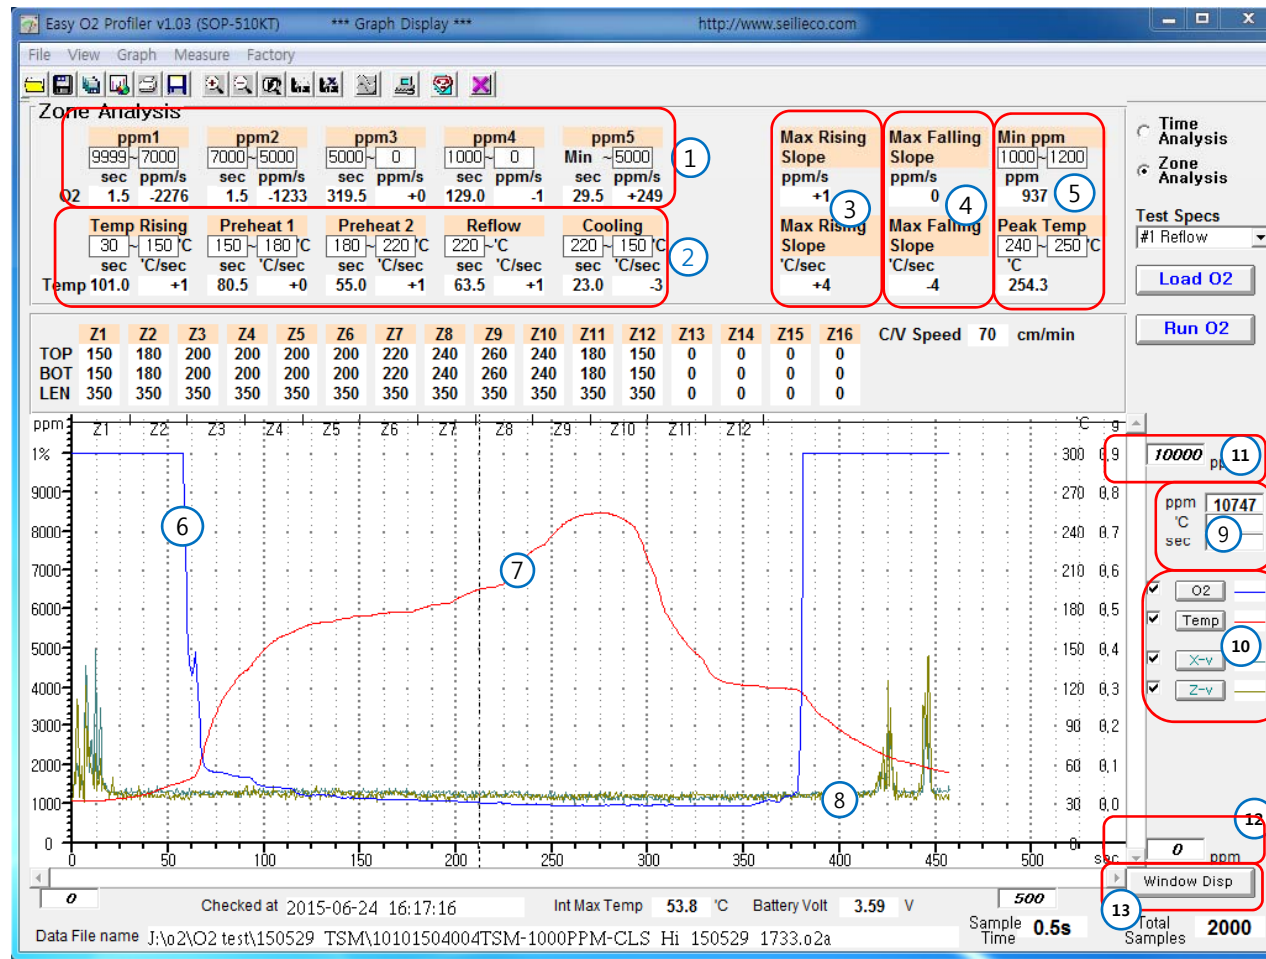 Easy O2 Profiler v1.03 (SOP-510KT) *** Graph Display *** http://www.seilieco.com
File View Graph Measure Factory
Zone Analysis
ppm1 ppm2 ppm3 ppm4 ppm5 Max Rising Slope Max Falling Slope Min ppm
9999 ~ 7000 7000 ~ 5000 5000 ~ 0 1000 ~ 0 Min ~ 5000 1000 ~ 1200
sec ppm/s sec ppm/s sec ppm/s sec ppm/s sec ppm/s ppm/s ppm/s ppm
O2 1.5 -2276 1.5 -1233 319.5 +0 129.0 -1 29.5 +249 +1 0 937
1 3 4 5
Temp Rising Preheat 1 Preheat 2 Reflow Cooling Max Rising Slope Max Falling Slope Peak Temp
30 ~ 150 'C 150 ~ 180 'C 180 ~ 220 'C 220 ~ 'C 220 ~ 150 'C 240 ~ 250 'C
sec 'C/sec sec 'C/sec sec 'C/sec sec 'C/sec sec 'C/sec 'C/sec 'C/sec 'C
Temp 101.0 +1 80.5 +0 55.0 +1 63.5 +1 23.0 -3 +4 -4 254.3
2
Time Analysis
Zone Analysis
Test Specs
#1 Reflow
Load O2
Run O2
Z1 Z2 Z3 Z4 Z5 Z6 Z7 Z8 Z9 Z10 Z11 Z12 Z13 Z14 Z15 Z16 C/V Speed 70 cm/min
TOP 150 180 200 200 200 200 220 240 260 240 180 150 0 0 0 0
BOT 150 180 200 200 200 200 220 240 260 240 180 150 0 0 0 0
LEN 350 350 350 350 350 350 350 350 350 350 350 350 0 0 0 0
ppm Z1 Z2 Z3 Z4 Z5 Z6 Z7 Z8 Z9 Z10 Z11 Z12 'C g
1% 300 0,9
9000 270 0,8
8000 240 0,7
7000 210 0,6
6000 180 0,5
5000 150 0,4
4000 120 0,3
3000 90 0,2
2000 60 0,1
1000 30 0,0
0 0
6
7
8
0 50 100 150 200 250 300 350 400 450 500 sec
10000 11
ppm 10747
'C
sec 9
O2
Temp
X-v 10
Z-v
12
0 ppm
Window Disp
13
0 500
Checked at 2015-06-24 16:17:16 Int Max Temp 53.8 'C Battery Volt 3.59 V
Data File name J:\o2\O2 test\150529 TSM\10101504004TSM-1000PPM-CLS Hi 150529 1733.o2a
Sample Time 0.5s Total Samples 2000